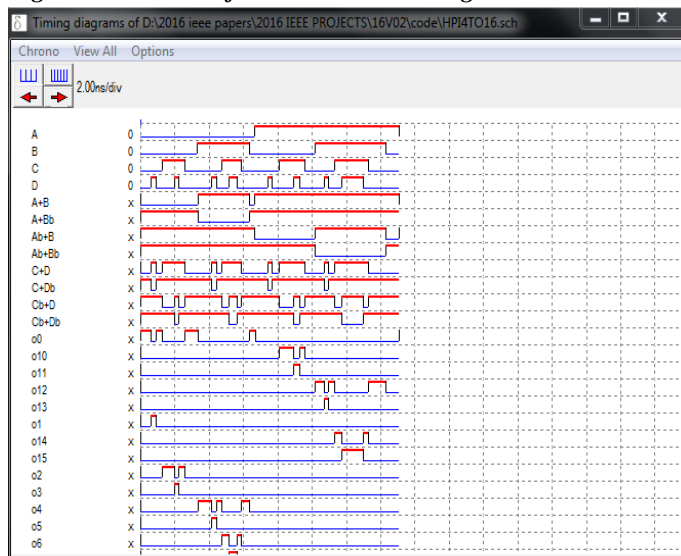 Timing diagrams of D:\2016 ieee papers\2016 IEEE PROJECTS\16V02\code\HPI4TO16.sch
Chrono View All Options
2.00ns/div
A 0
B 0
C 0
D 0
A+B x
A+Bb x
Ab+B x
Ab+Bb x
C+D x
C+Db x
Cb+D x
Cb+Db x
o0 x
o10 x
o11 x
o12 x
o13 x
o1 x
o14 x
o15 x
o2 x
o3 x
o4 x
o5 x
o6 x